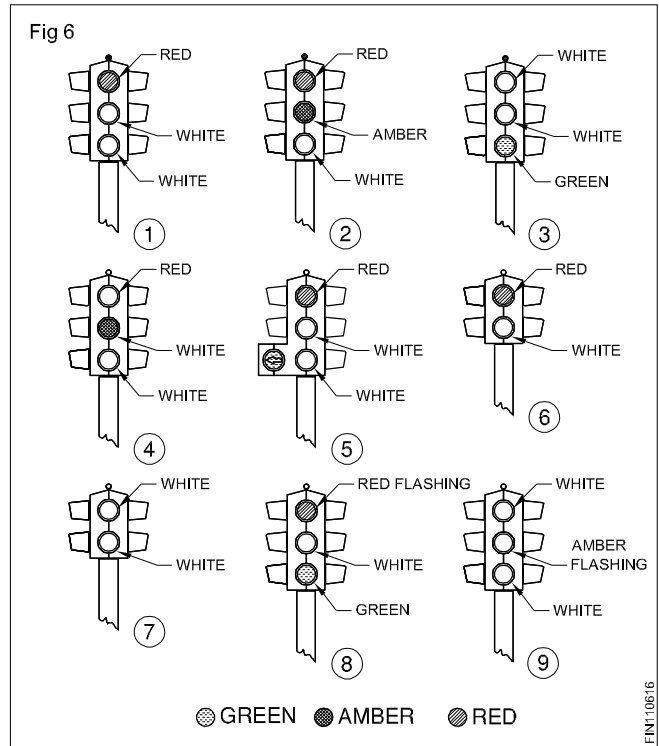 Fig 6
RED
WHITE
WHITE
1
RED
AMBER
WHITE
2
WHITE
WHITE
GREEN
3
RED
WHITE
WHITE
4
RED
WHITE
WHITE
5
RED
WHITE
6
WHITE
WHITE
7
RED FLASHING
WHITE
GREEN
8
WHITE
AMBER
FLASHING
WHITE
9
GREEN AMBER RED
FIN110616